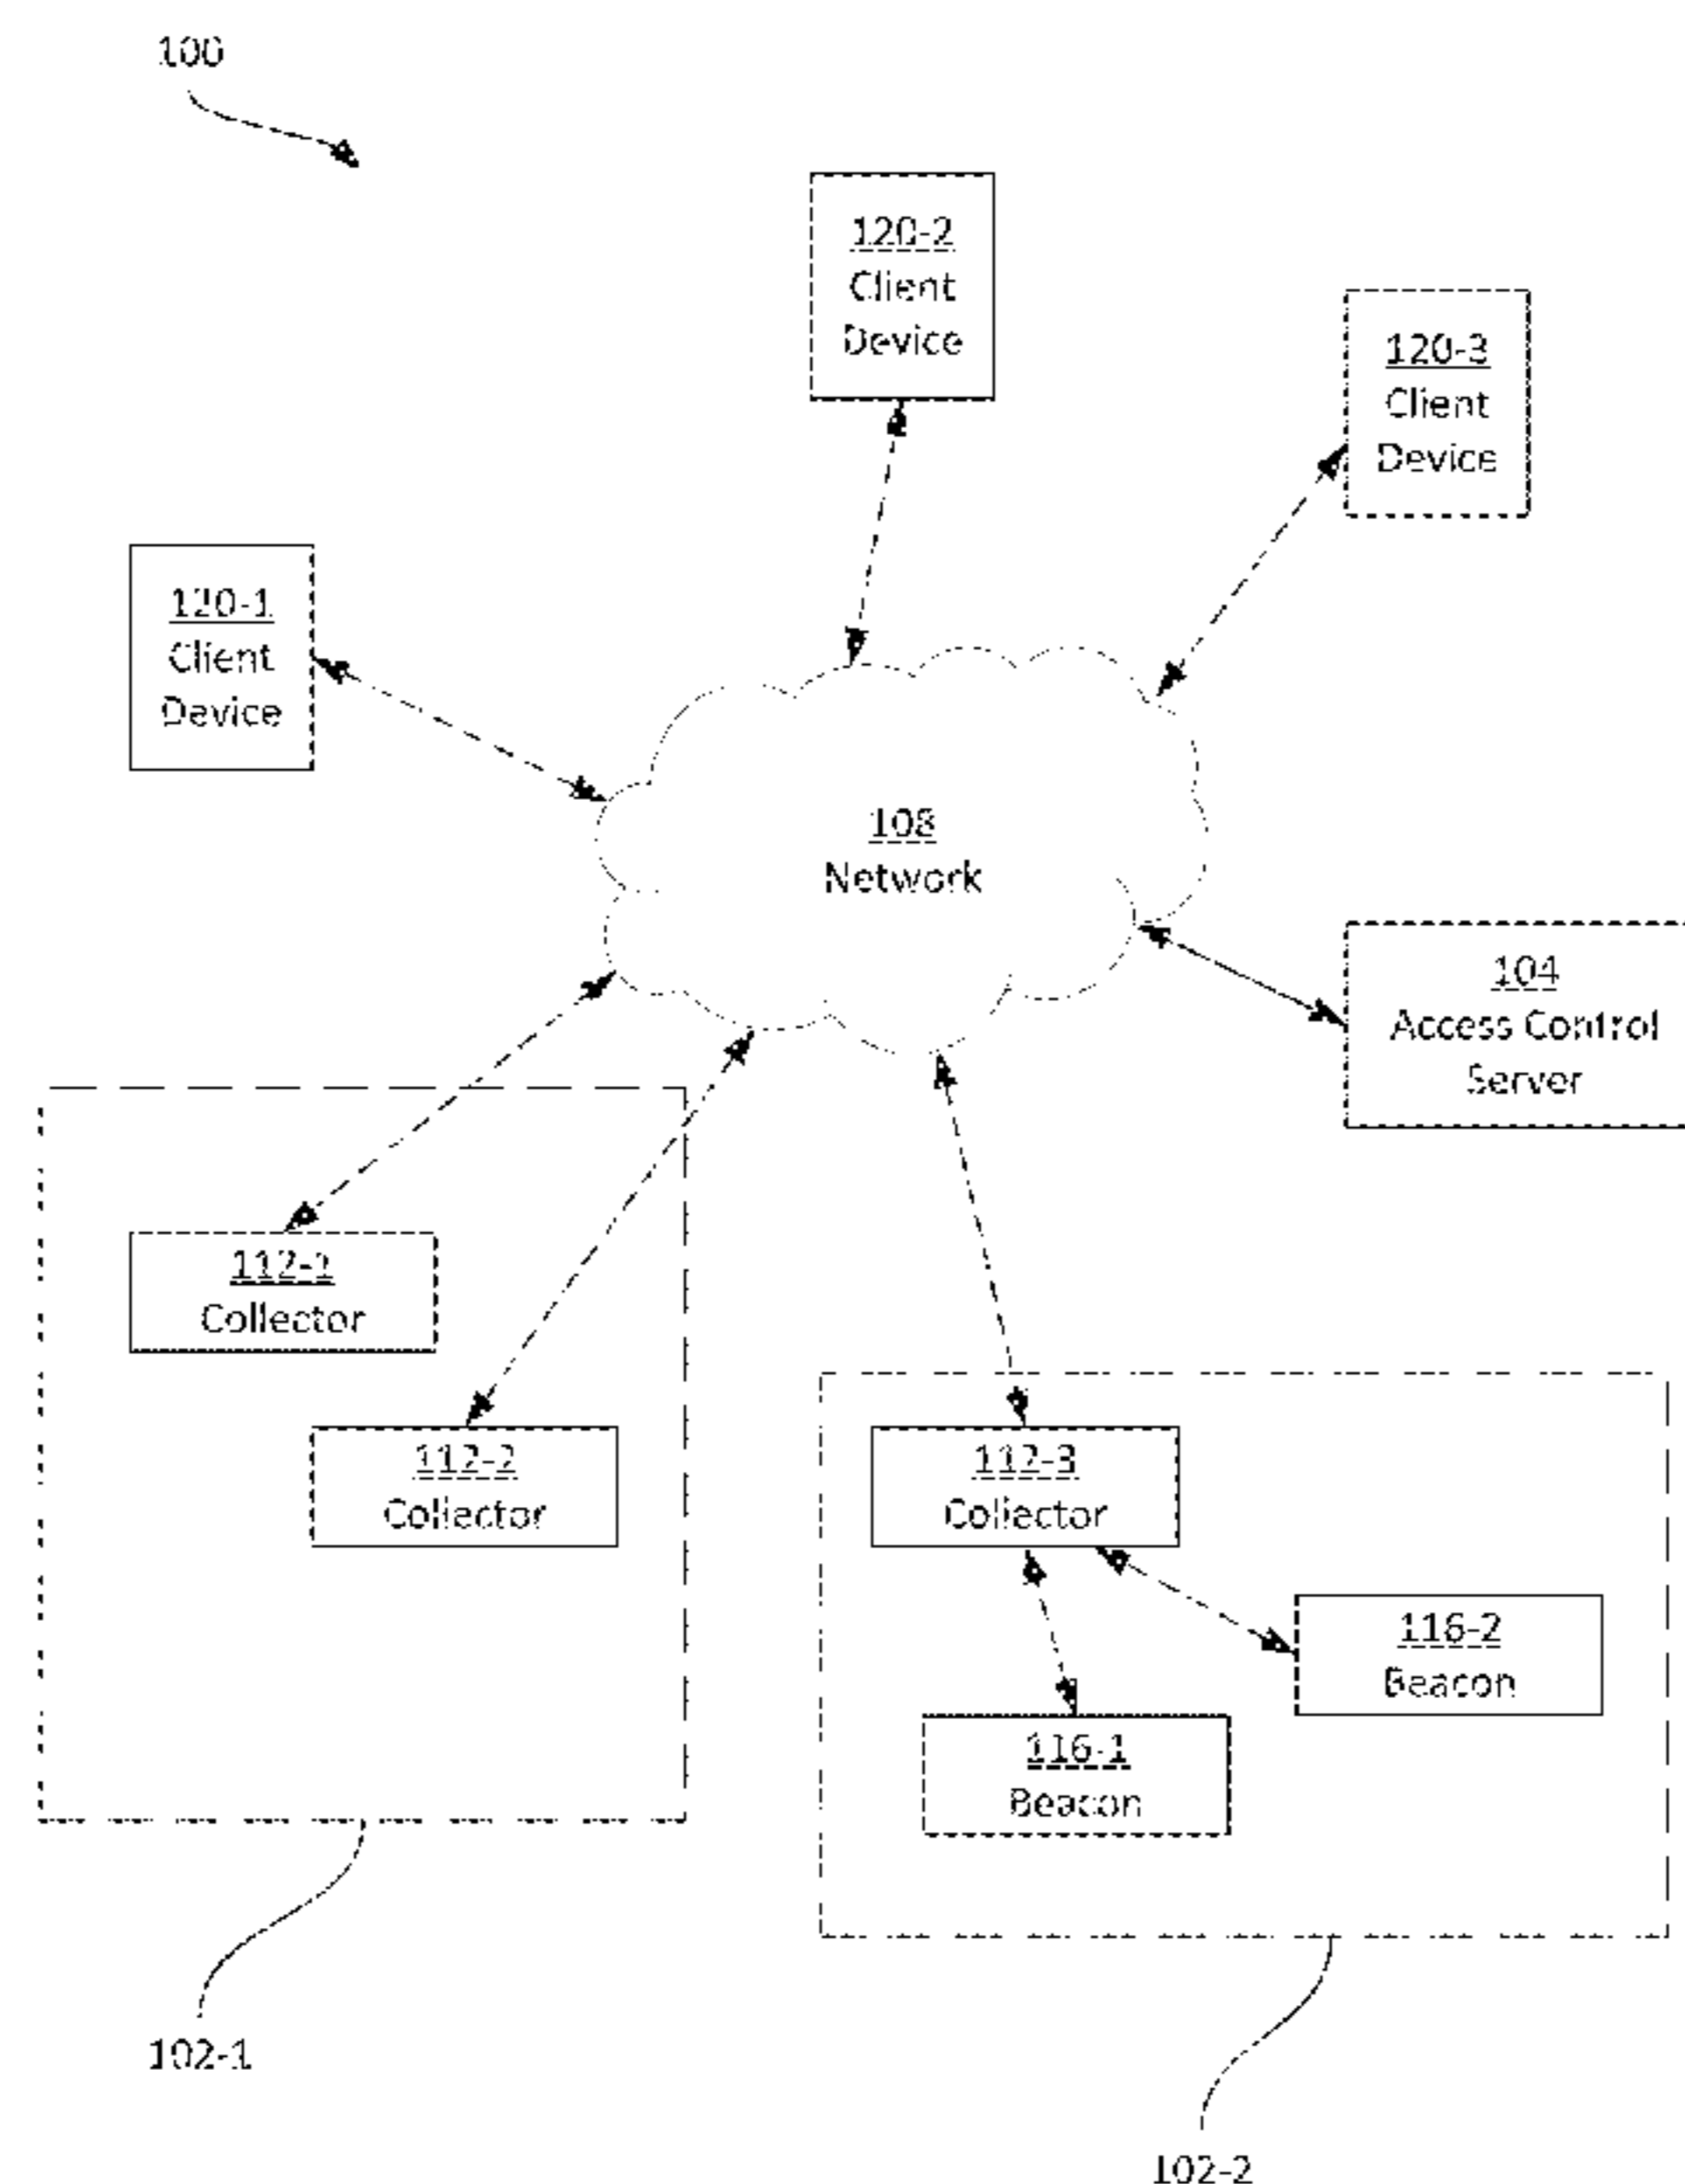 100
120-2
Client
Device
120-3
Client
Device
120-1
Client
Device
108
Network
104
Access Control
Server
112-1
Collector
112-2
Collector
112-3
Collector
116-2
Beacon
116-1
Beacon
102-1
102-2